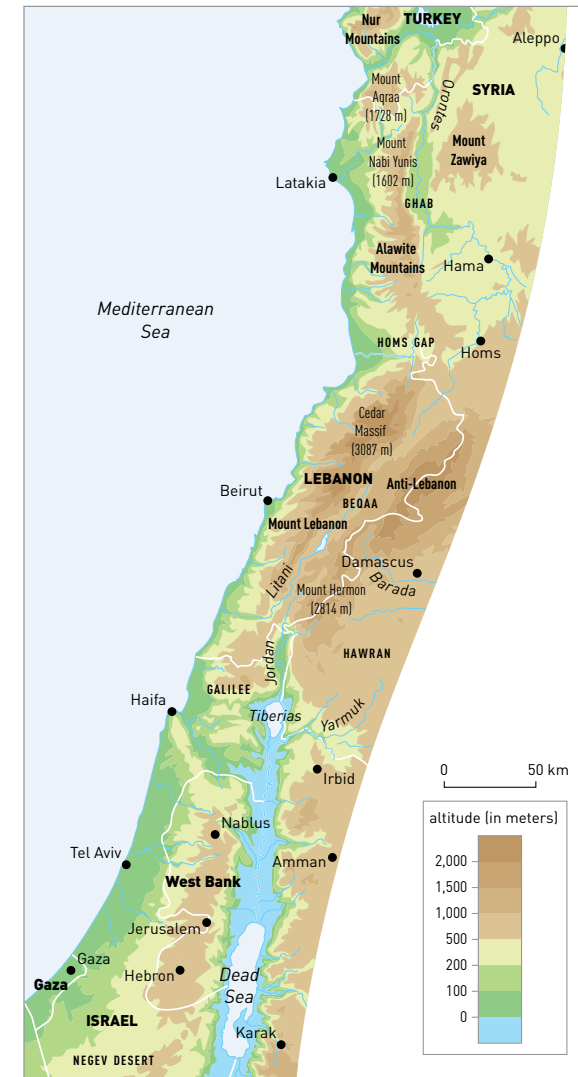 TURKEY
Nur
Mountains
Aleppo
Mount
Aqraa
(1728 m)
Orontes
SYRIA
Mount
Nabi Yunis
(1602 m)
Mount
Zawiya
Latakia
GHAB
Alawite
Mountains
Hama
Mediterranean
Sea
HOMS GAP
Homs
Cedar
Massif
(3087 m)
LEBANON
Anti-Lebanon
Beirut
BEQAA
Mount Lebanon
Damascus
Barada
Litani
Mount Hermon
(2814 m)
Jordan
HAWRAN
GALILEE
Haifa
Tiberias
Yarmuk
Irbid
0 50 km
altitude (in meters)
2,000
1,500
1,000
500
200
100
0
Nablus
Tel Aviv
Amman
West Bank
Jerusalem
Gaza
Gaza
Hebron
Dead
Sea
ISRAEL
Karak
NEGEV DESERT